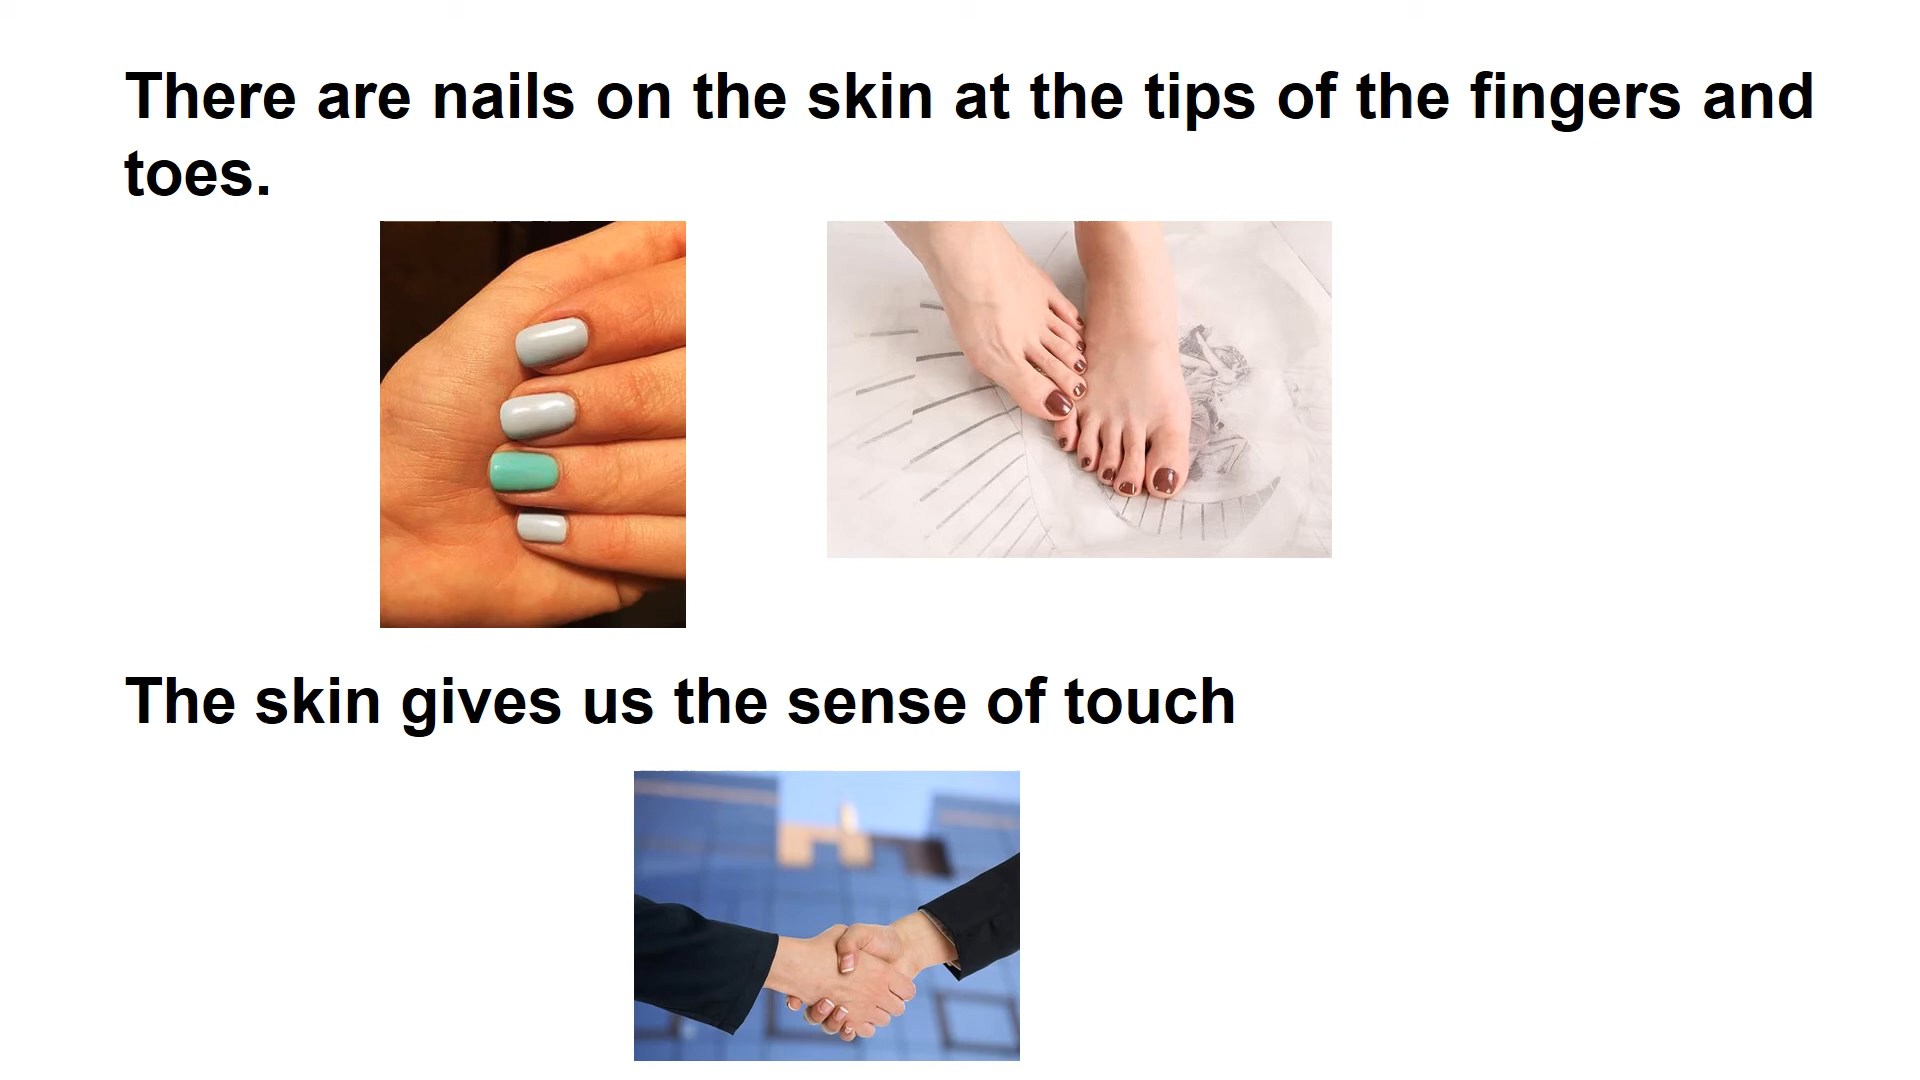 There are nails on the skin at the tips of the fingers and
toes.
The skin gives us the sense of touch